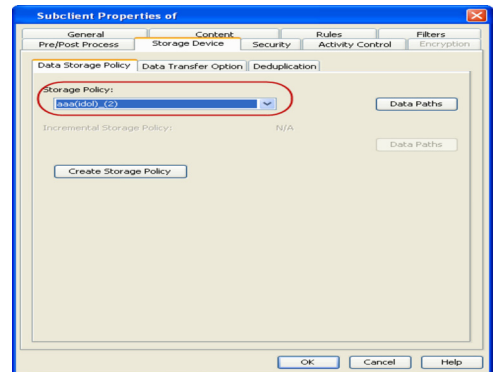 Subclient Properties of
General Content Rules Filters
Pre/Post Process Storage Device Security Activity Control Encryption
Data Storage Policy Data Transfer Option Deduplication
Storage Policy:
aaa(idol)_(2) Data Paths
Incremental Storage Policy: N/A
Data Paths
Create Storage Policy
OK Cancel Help